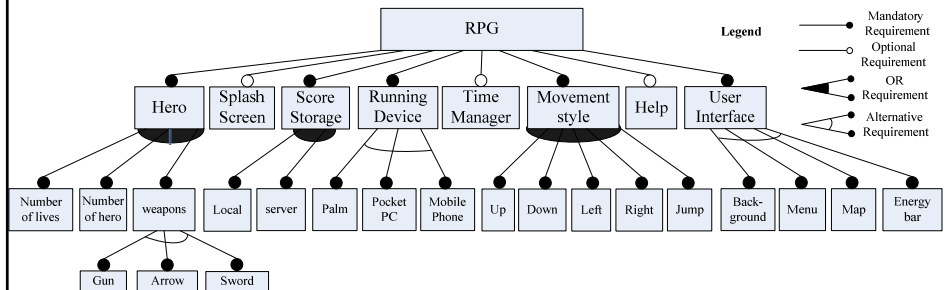 RPG
Legend
Mandatory
Requirement
Optional
Requirement
OR
Requirement
Alternative
Requirement
Hero
Splash
Screen
Score
Storage
Running
Device
Time
Manager
Movement
style
Help
User
Interface
Number
of lives
Number
of hero
weapons
Local
server
Palm
Pocket
PC
Mobile
Phone
Up
Down
Left
Right
Jump
Back-
ground
Menu
Map
Energy
bar
Gun
Arrow
Sword